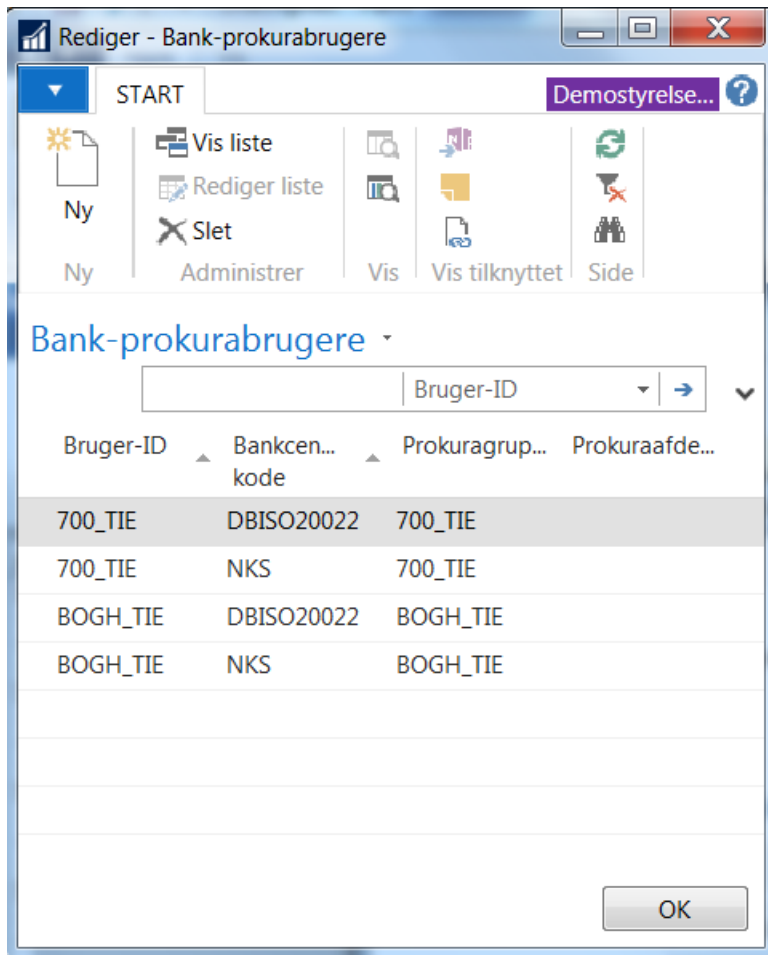 Rediger - Bank-prokurabrugere
START
Demostyrelse...
Ny
Vis liste
Rediger liste
Slet
Ny Administrer Vis Vis tilknyttet Side
Bank-prokurabrugere
Bruger-ID
Bruger-ID Bankcen... kode Prokuragrup... Prokuraafde...
700_TIE DBISO20022 700_TIE
700_TIE NKS 700_TIE
BOGH_TIE DBISO20022 BOGH_TIE
BOGH_TIE NKS BOGH_TIE
OK